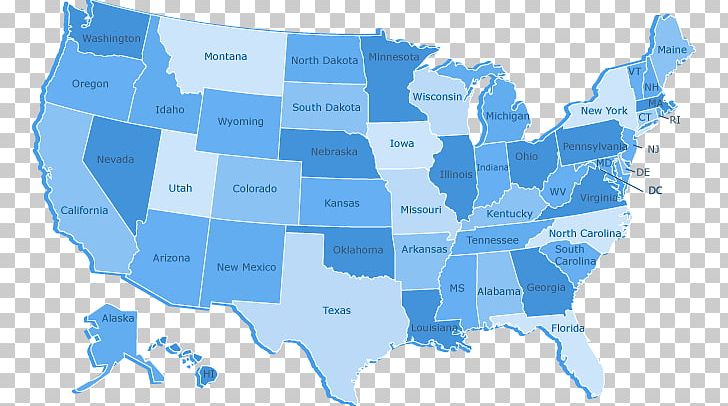 Washington
Montana
North Dakota
Minnesota
Maine
Oregon
Idaho
Wyoming
South Dakota
Wisconsin
Michigan
New York
VT
NH
MA
CT
RI
Nevada
Utah
Colorado
Nebraska
Iowa
Illinois
Indiana
Ohio
Pennsylvania
NJ
MD
DE
DC
California
Kansas
Missouri
Kentucky
WV
Virginia
Arizona
New Mexico
Oklahoma
Arkansas
Tennessee
North Carolina
South
Carolina
Texas
Louisiana
MS
Alabama
Georgia
Florida
Alaska
HI